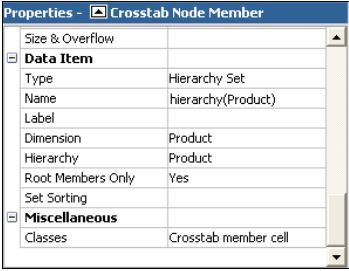 Properties - Crosstab Node Member
Size & Overflow
Data Item
Type Hierarchy Set
Name hierarchy(Product)
Label
Dimension Product
Hierarchy Product
Root Members Only Yes
Set Sorting
Miscellaneous
Classes Crosstab member cell